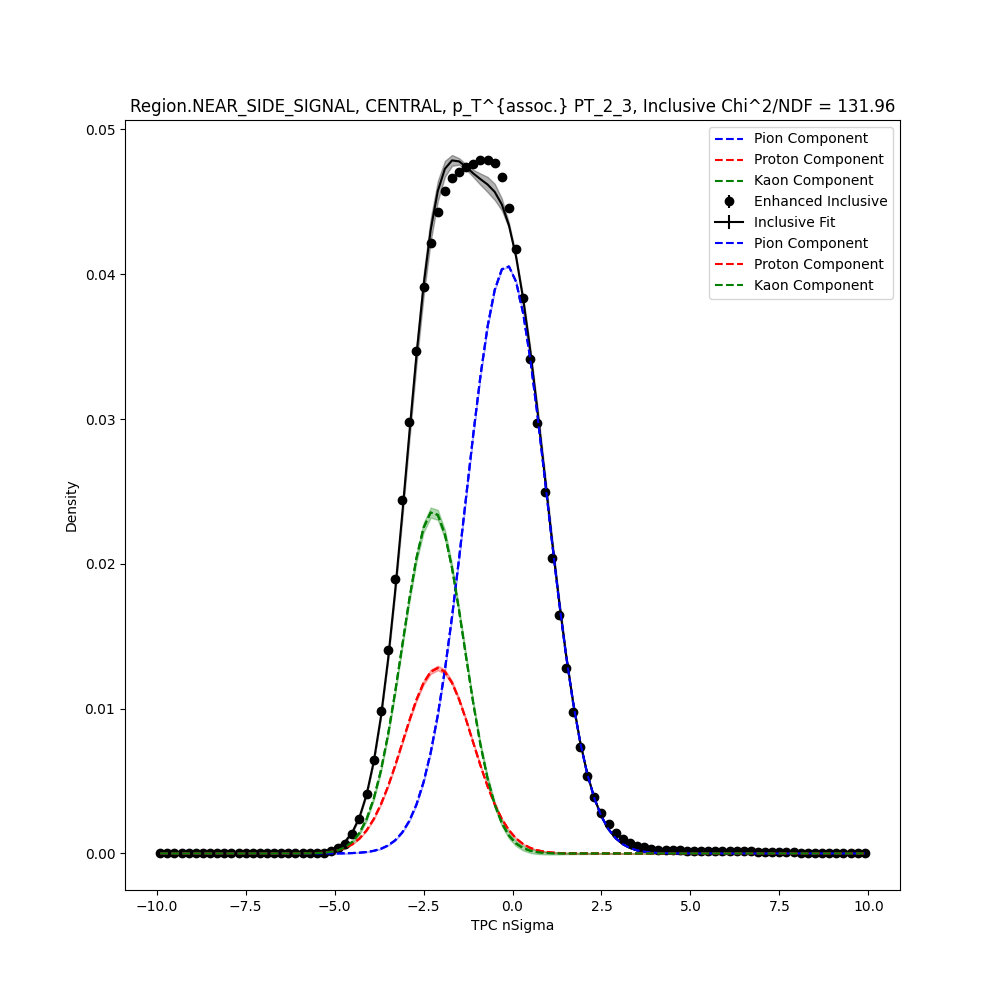 Region.NEAR_SIDE_SIGNAL, CENTRAL, p_T^{assoc.} PT_2_3, Inclusive Chi^2/NDF = 131.96
Pion Component
Proton Component
Kaon Component
Enhanced Inclusive
Inclusive Fit
Pion Component
Proton Component
Kaon Component
0.05
0.04
0.03
0.02
0.01
0.00
Density
−10.0 −7.5 −5.0 −2.5 0.0 2.5 5.0 7.5 10.0
TPC nSigma